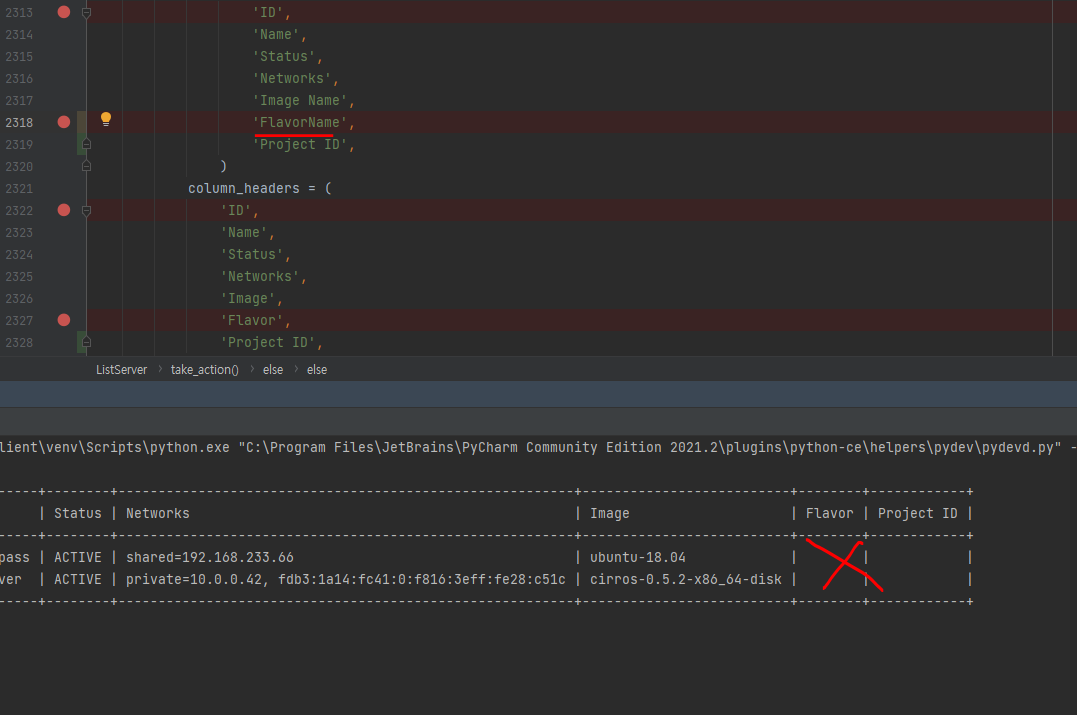 2313 'ID',
2314 'Name',
2315 'Status',
2316 'Networks',
2317 'Image Name',
2318 'FlavorName',
2319 'Project ID',
2320 )
2321 column_headers = (
2322 'ID',
2323 'Name',
2324 'Status',
2325 'Networks',
2326 'Image',
2327 'Flavor',
2328 'Project ID',
ListServer › take_action() › else › else
lient\venv\Scripts\python.exe "C:\Program Files\JetBrains\PyCharm Community Edition 2021.2\plugins\python-ce\helpers\pydev\pydevd.py" -
-----+--------+---------------------------------------------------------+--------------------------+--------+------------+
| Status | Networks | Image | Flavor | Project ID |
-----+--------+---------------------------------------------------------+--------------------------+--------+------------+
pass | ACTIVE | shared=192.168.233.66 | ubuntu-18.04 | | |
ver | ACTIVE | private=10.0.0.42, fdb3:1a14:fc41:0:f816:3eff:fe28:c51c | cirros-0.5.2-x86_64-disk | | |
-----+--------+---------------------------------------------------------+--------------------------+--------+------------+